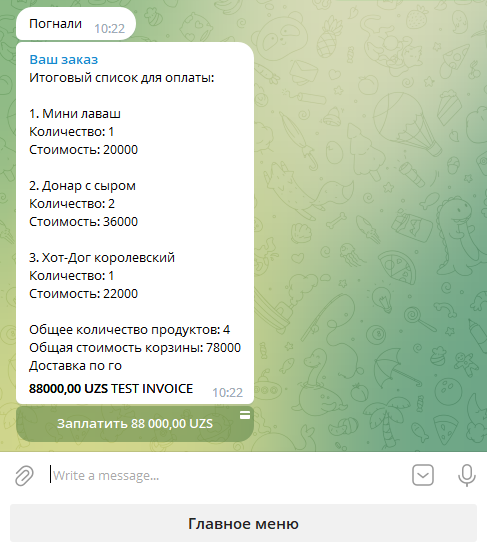 Погнали
10:22
Ваш заказ
Итоговый список для оплаты:
1. Мини лаваш
Количество: 1
Стоимость: 20000
2. Донар с сыром
Количество: 2
Стоимость: 36000
3. Хот-Дог королевский
Количество: 1
Стоимость: 22000
Общее количество продуктов: 4
Общая стоимость корзины: 78000
Доставка по го
88000,00 UZS TEST INVOICE
10:22
Заплатить 88 000,00 UZS
Write a message...
Главное меню